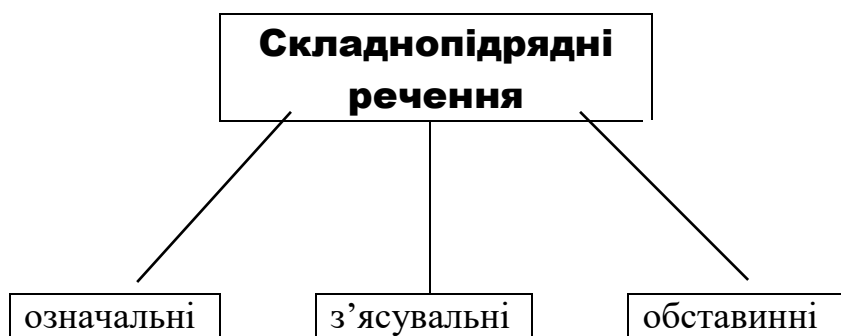 Складнопідрядні
речення
означальні
з’ясувальні
обставинні